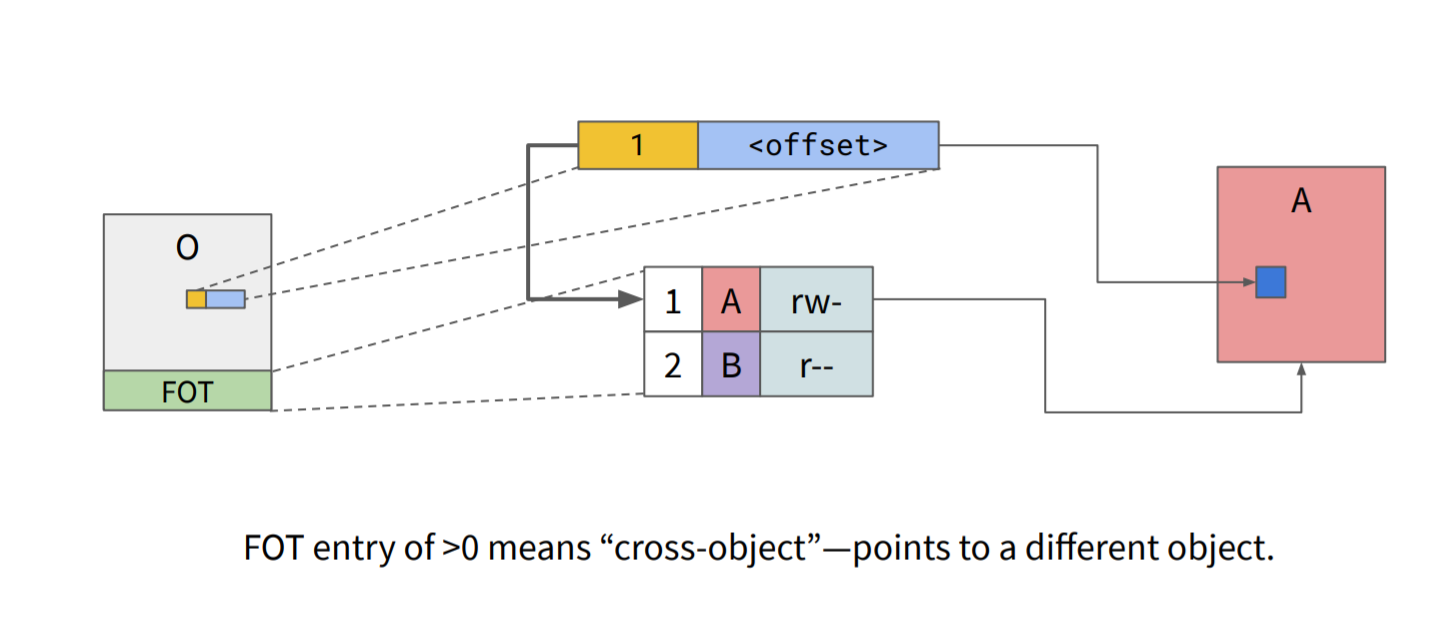 1 <offset>
A
O
1 A rw-
2 B r--
FOT
FOT entry of >0 means “cross-object”—points to a different object.